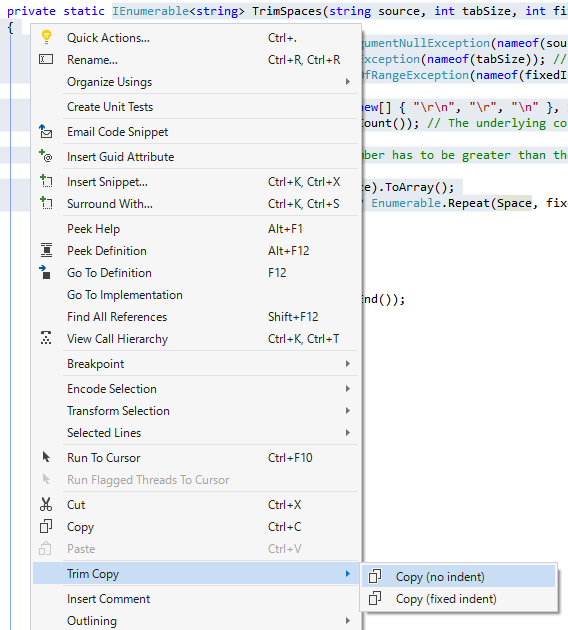 private static IEnumerable<string> TrimSpaces(string source, int tabSize, int fi
{
Quick Actions... Ctrl+.
gumentNullException(nameof(sou
Rename... Ctrl+R, Ctrl+R
Exception(nameof(tabSize)); //
Organize Usings
fRangeException(nameof(fixedI
Create Unit Tests
new[] { "\r\n", "\r", "\n" },
Email Code Snippet
Count()); // The underlying co
Insert Guid Attribute
ber has to be greater than the
Insert Snippet... Ctrl+K, Ctrl+X
e).ToArray();
Surround With... Ctrl+K, Ctrl+S
Enumerable.Repeat(Space, fixe
Peek Help Alt+F1
Peek Definition Alt+F12
Go To Definition F12
Go To Implementation
End());
Find All References Shift+F12
View Call Hierarchy Ctrl+K, Ctrl+T
Breakpoint
Encode Selection
Transform Selection
Selected Lines
Run To Cursor Ctrl+F10
Run Flagged Threads To Cursor
Cut Ctrl+X
Copy Ctrl+C
Paste Ctrl+V
Trim Copy
Copy (no indent)
Insert Comment
Copy (fixed indent)
Outlining